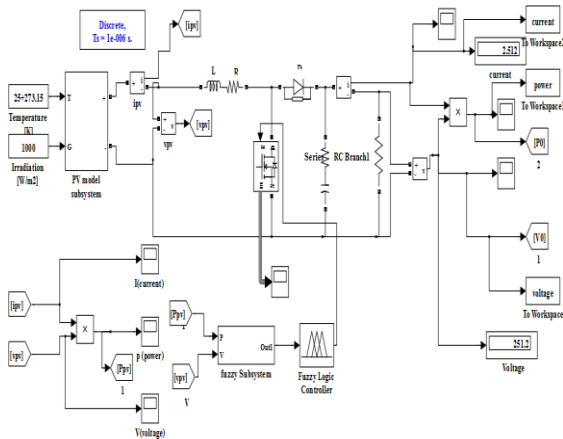 Discrete,
Ts = 1e-006 s.
[ipv]
current
To Workspace2
2.512
current
25+273.15
Temperature
[K]
T
ipv
L
R
power
To Workspace1
[vpv]
vpv
[P0]
2
1000
Irradiation
[W/m2]
G
PV model
subsystem
Series
RC Branch1
[V0]
1
I(current)
voltage
To Workspace
[ipv]
[vpv]
p (power)
[Ppv]
1
V(voltage)
[Ppv]
[vpv]
V
P
V
Out1
fuzzy Subsystem
Fuzzy Logic
Controller
251.2
Voltage